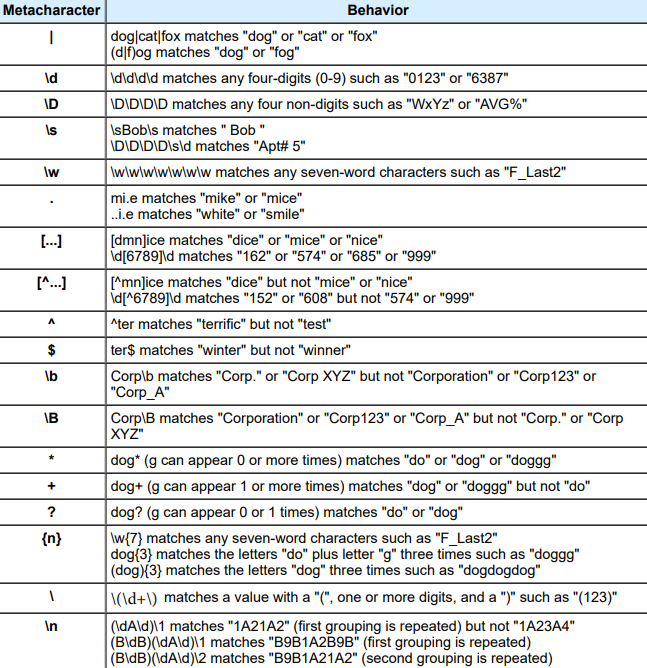 Metacharacter Behavior
| dog|cat|fox matches "dog" or "cat" or "fox"
(d|f)og matches "dog" or "fog"
\d \d\d\d\d matches any four-digits (0-9) such as "0123" or "6387"
\D \D\D\D\D matches any four non-digits such as "WxYz" or "AVG%"
\s \sBob\s matches " Bob "
\D\D\D\D\s\d matches "Apt# 5"
\w \w\w\w\w\w\w\w matches any seven-word characters such as "F_Last2"
. mi.e matches "mike" or "mice"
..i.e matches "white" or "smile"
[...] [dmn]ice matches "dice" or "mice" or "nice"
\d[6789]\d matches "162" or "574" or "685" or "999"
[^...] [^mn]ice matches "dice" but not "mice" or "nice"
\d[^6789]\d matches "152" or "608" but not "574" or "999"
^ ^ter matches "terrific" but not "test"
$ ter$ matches "winter" but not "winner"
\b Corp\b matches "Corp." or "Corp XYZ" but not "Corporation" or "Corp123" or
"Corp_A"
\B Corp\B matches "Corporation" or "Corp123" or "Corp_A" but not "Corp." or "Corp
XYZ"
* dog* (g can appear 0 or more times) matches "do" or "dog" or "doggg"
+ dog+ (g can appear 1 or more times) matches "dog" or "doggg" but not "do"
? dog? (g can appear 0 or 1 times) matches "do" or "dog"
{n} \w{7} matches any seven-word characters such as "F_Last2"
dog{3} matches the letters "do" plus letter "g" three times such as "doggg"
(dog){3} matches the letters "dog" three times such as "dogdogdog"
\ \(\d+\) matches a value with a "(", one or more digits, and a ")" such as "(123)"
\n (\dA\d)\1 matches "1A21A2" (first grouping is repeated) but not "1A23A4"
(B\dB)(\dA\d)\1 matches "B9B1A2B9B" (first grouping is repeated)
(B\dB)(\dA\d)\2 matches "B9B1A21A2" (second grouping is repeated)